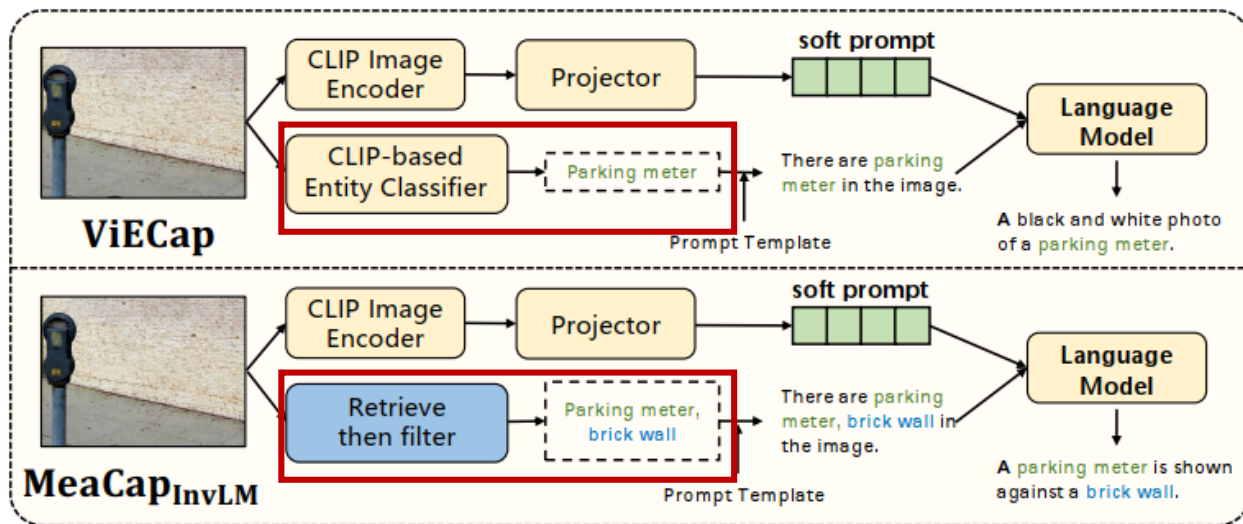 CLIP Image
Encoder
Projector
soft prompt
Language
Model
CLIP-based
Entity Classifier
Parking meter
There are parking
meter in the image.
Prompt Template
A black and white photo
of a parking meter.
ViECap
CLIP Image
Encoder
Projector
soft prompt
Language
Model
Retrieve
then filter
Parking meter,
brick wall
There are parking
meter, brick wall in
the image.
Prompt Template
A parking meter is shown
against a brick wall.
MeaCapInvLM